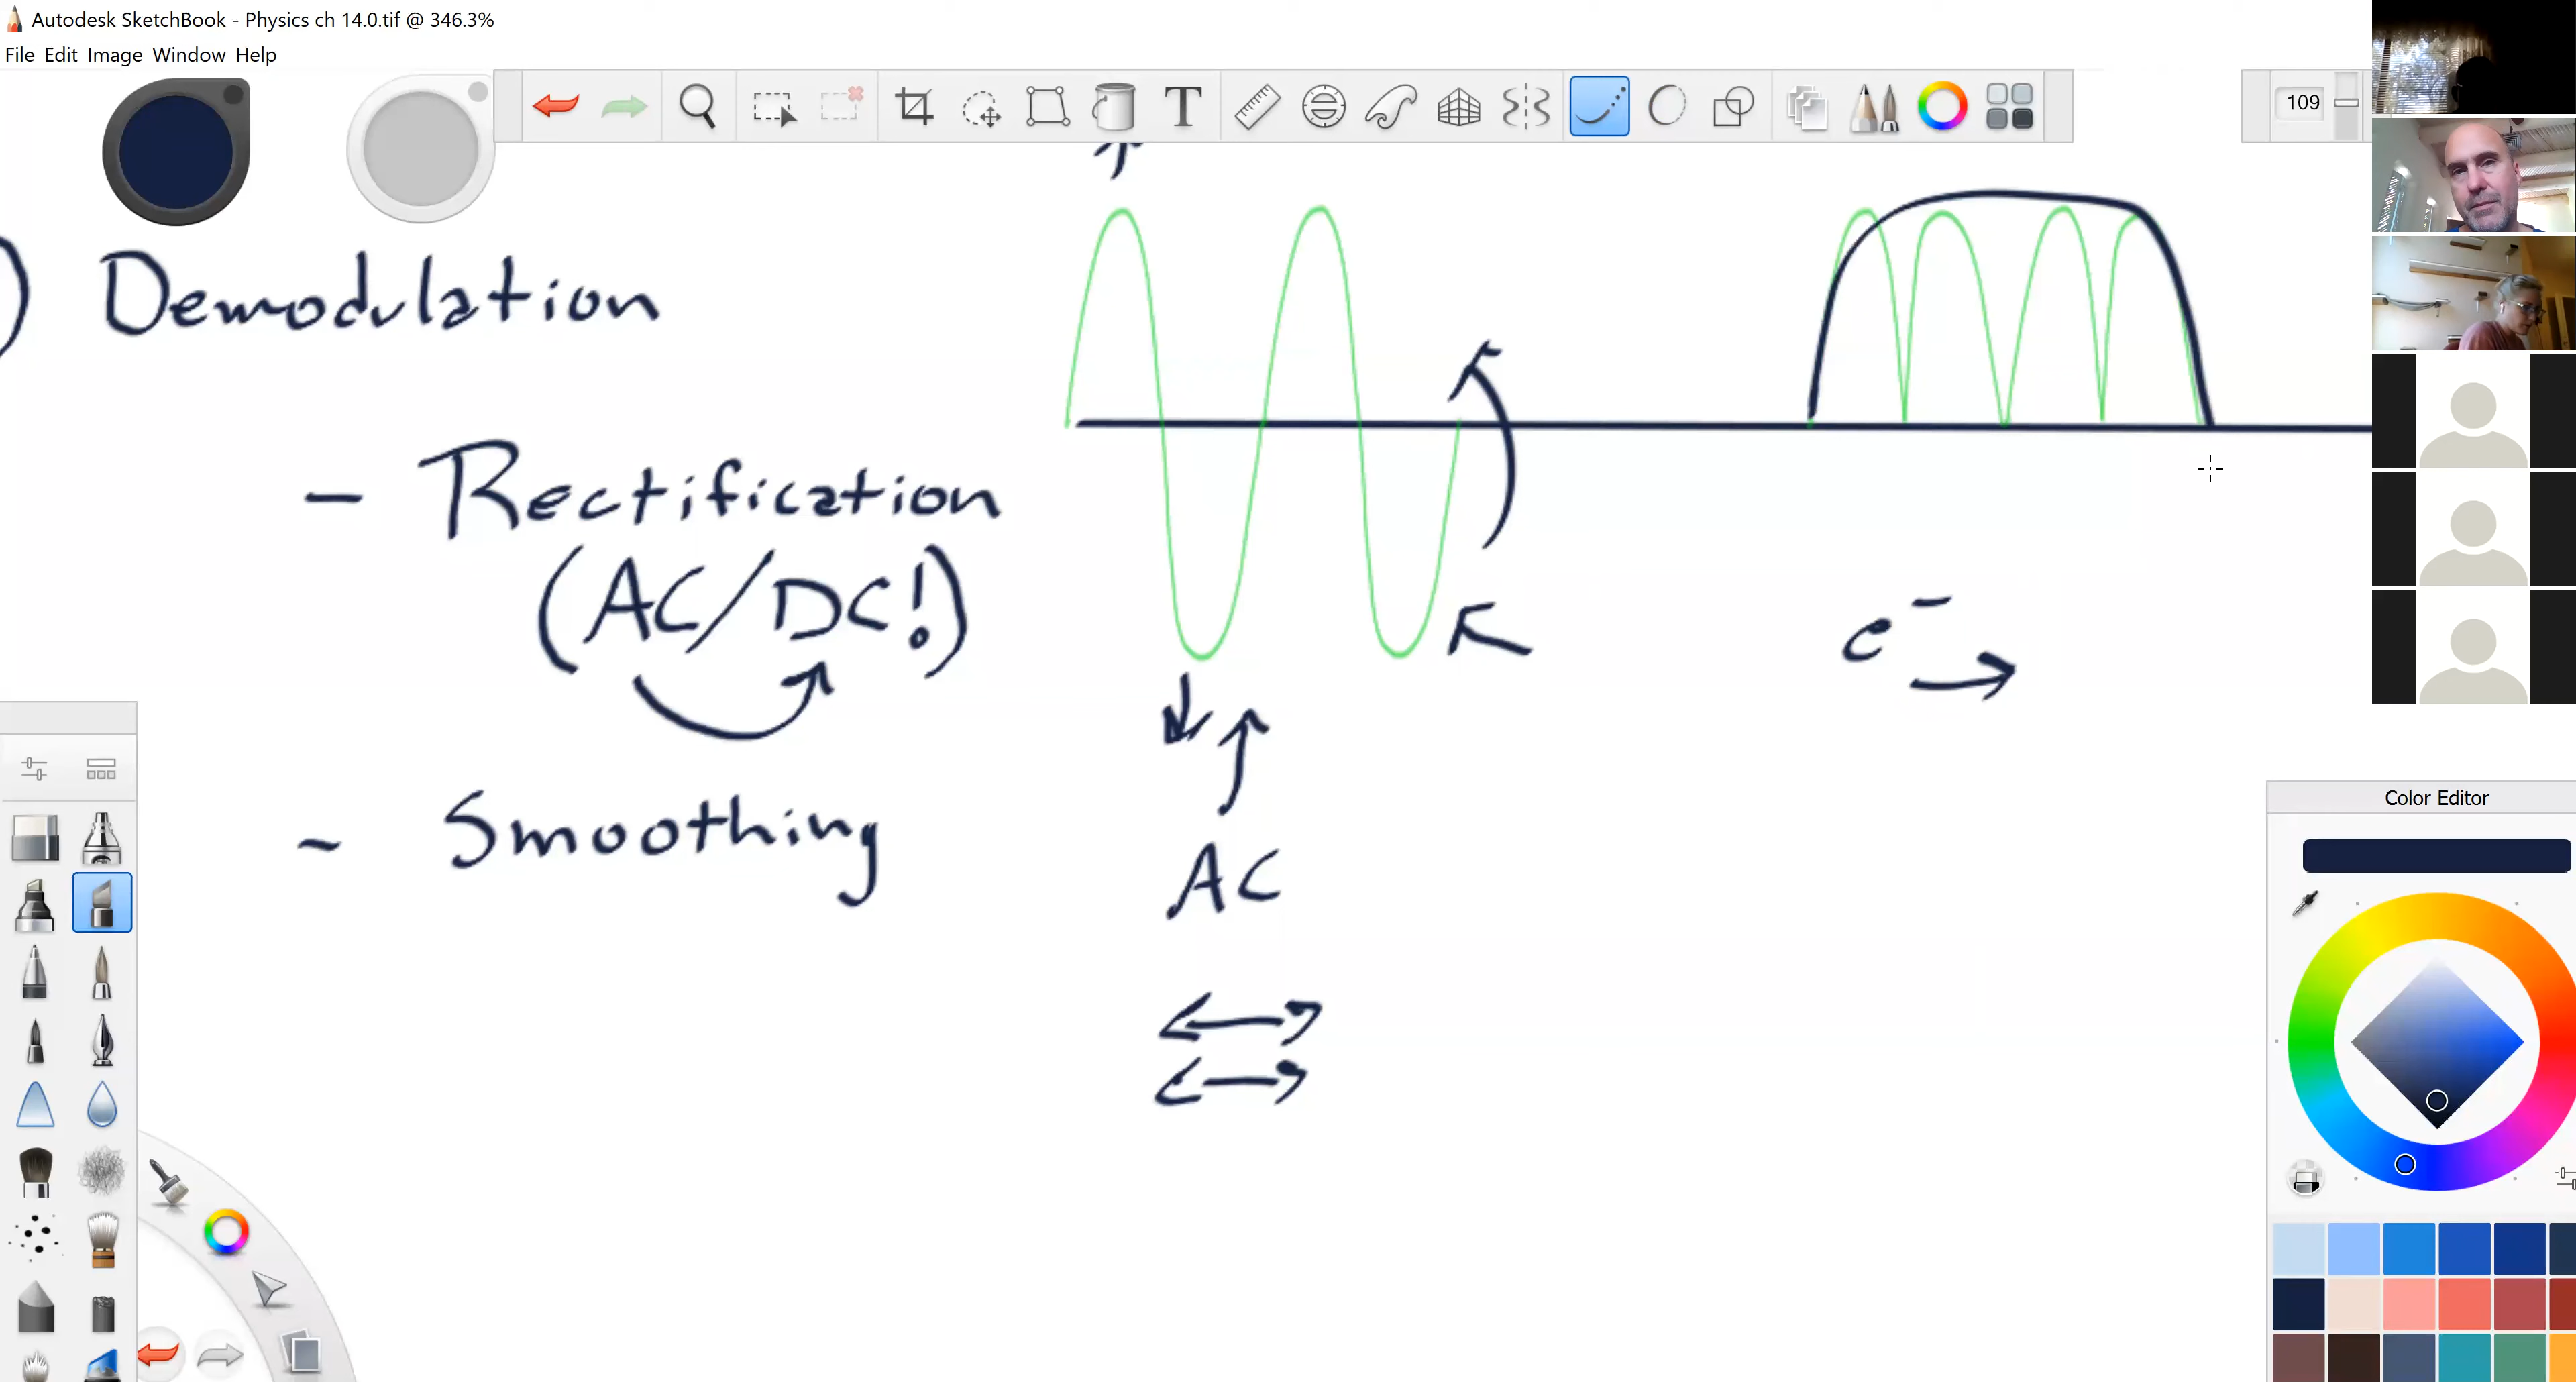 Autodesk SketchBook - Physics ch 14.0.tif @ 346.3%
File Edit Image Window Help
T
109
) Demodulation
- Rectification
(AC/DC!)
e-
- Smoothing
AC
Color Editor